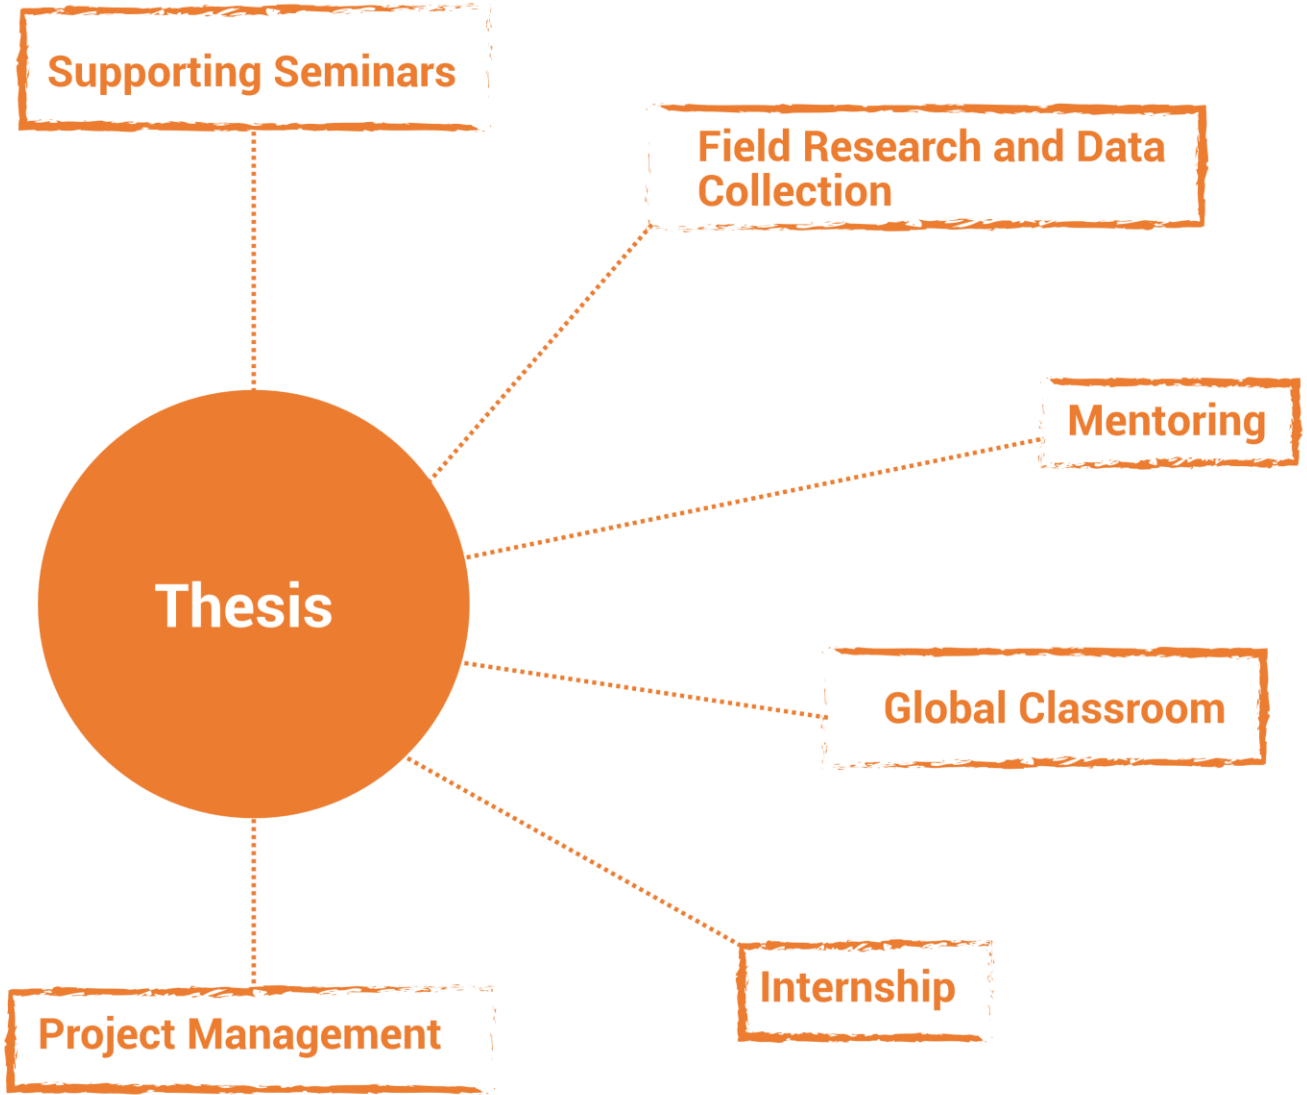 Supporting Seminars
Field Research and Data
Collection
Mentoring
Thesis
Global Classroom
Internship
Project Management